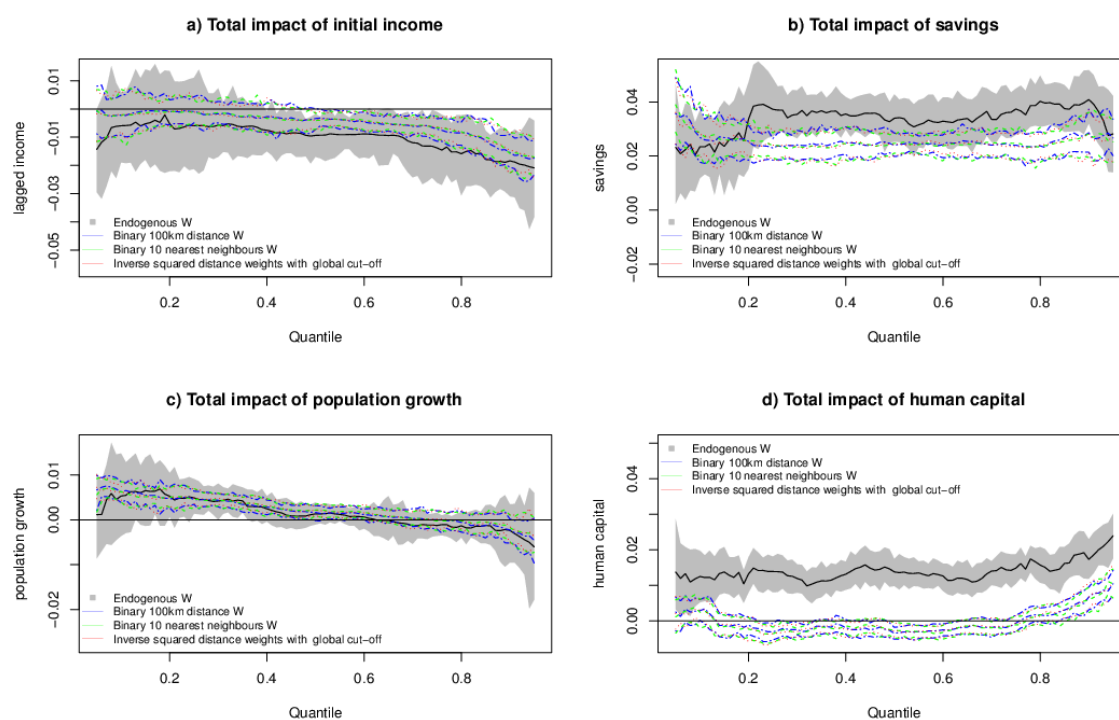 a) Total impact of initial income
lagged income
0.01
−0.01
−0.03
−0.05
Endogenous W
Binary 100km distance W
Binary 10 nearest neighbours W
Inverse squared distance weights with global cut−off
0.2 0.4 0.6 0.8
Quantile
b) Total impact of savings
savings
0.04
0.02
0.00
−0.02
Endogenous W
Binary 100km distance W
Binary 10 nearest neighbours W
Inverse squared distance weights with global cut−off
0.2 0.4 0.6 0.8
Quantile
c) Total impact of population growth
population growth
0.01
0.00
−0.02
Endogenous W
Binary 100km distance W
Binary 10 nearest neighbours W
Inverse squared distance weights with global cut−off
0.2 0.4 0.6 0.8
Quantile
d) Total impact of human capital
human capital
0.04
0.02
0.00
Endogenous W
Binary 100km distance W
Binary 10 nearest neighbours W
Inverse squared distance weights with global cut−off
0.2 0.4 0.6 0.8
Quantile